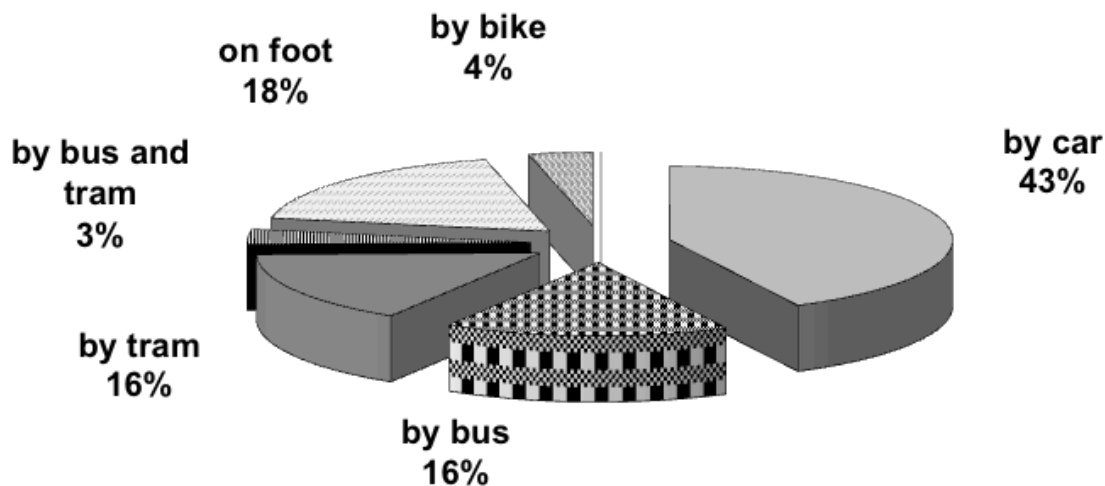 by bike
4%
on foot
18%
by car
43%
by bus and
tram
3%
by tram
16%
by bus
16%